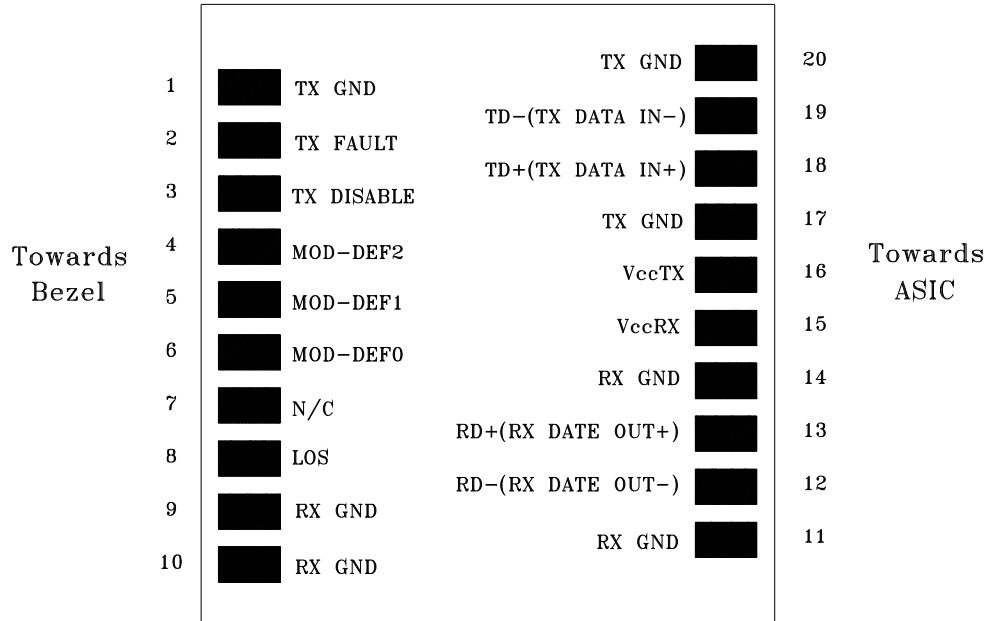 TX GND 20
1 TX GND
TD-(TX DATA IN-) 19
2 TX FAULT
TD+(TX DATA IN+) 18
3 TX DISABLE
TX GND 17
4 MOD-DEF2
Towards
Bezel
Towards
ASIC
VccTX 16
5 MOD-DEF1
VccRX 15
6 MOD-DEF0
RX GND 14
7 N/C
RD+(RX DATE OUT+) 13
8 LOS
RD-(RX DATE OUT-) 12
9 RX GND
RX GND 11
10 RX GND